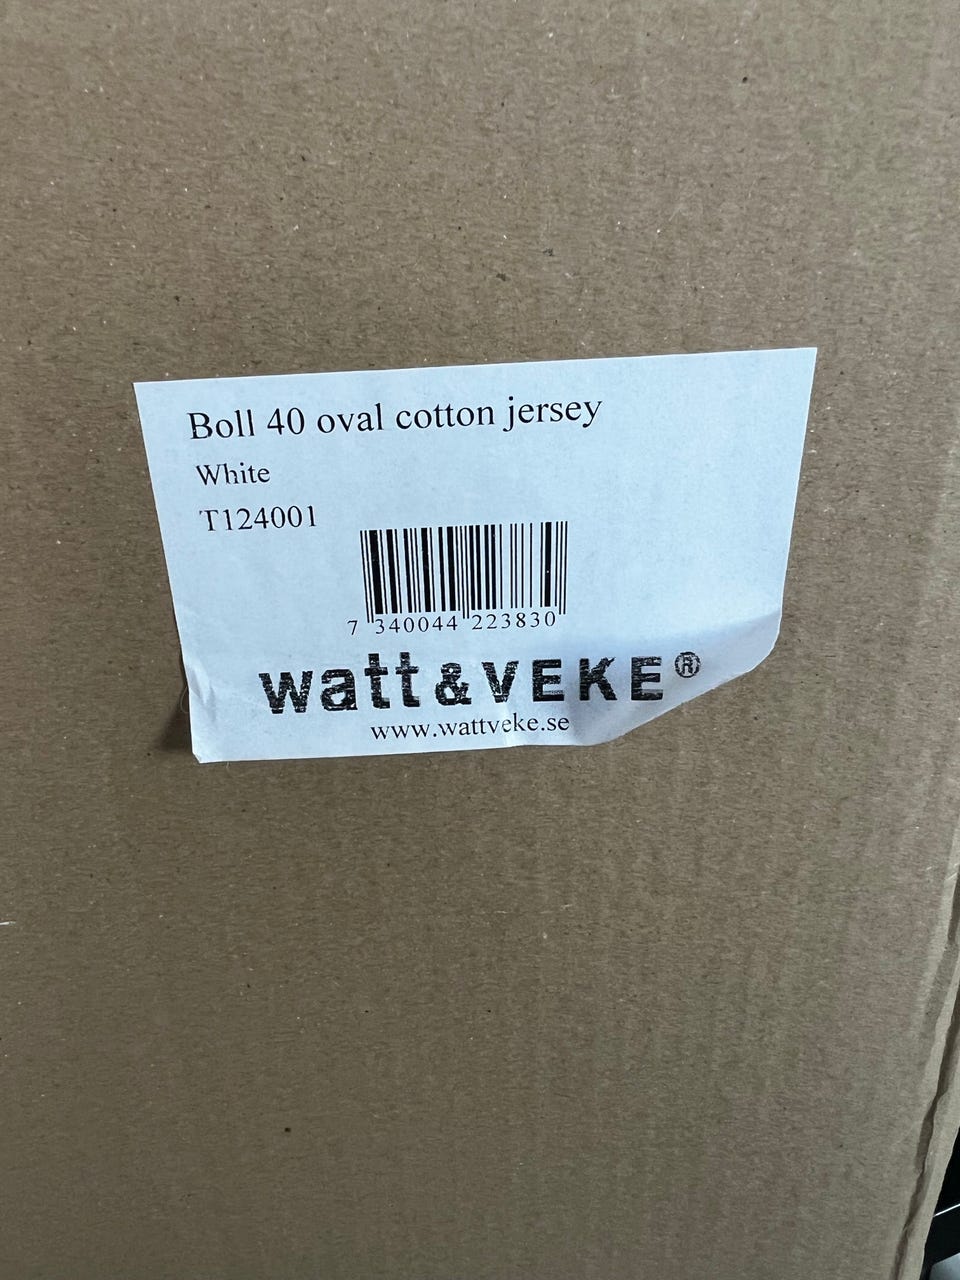 Boll 40 oval cotton jersey
White
T124001
7 340044 223830
watt&VEKE®
www.wattveke.se